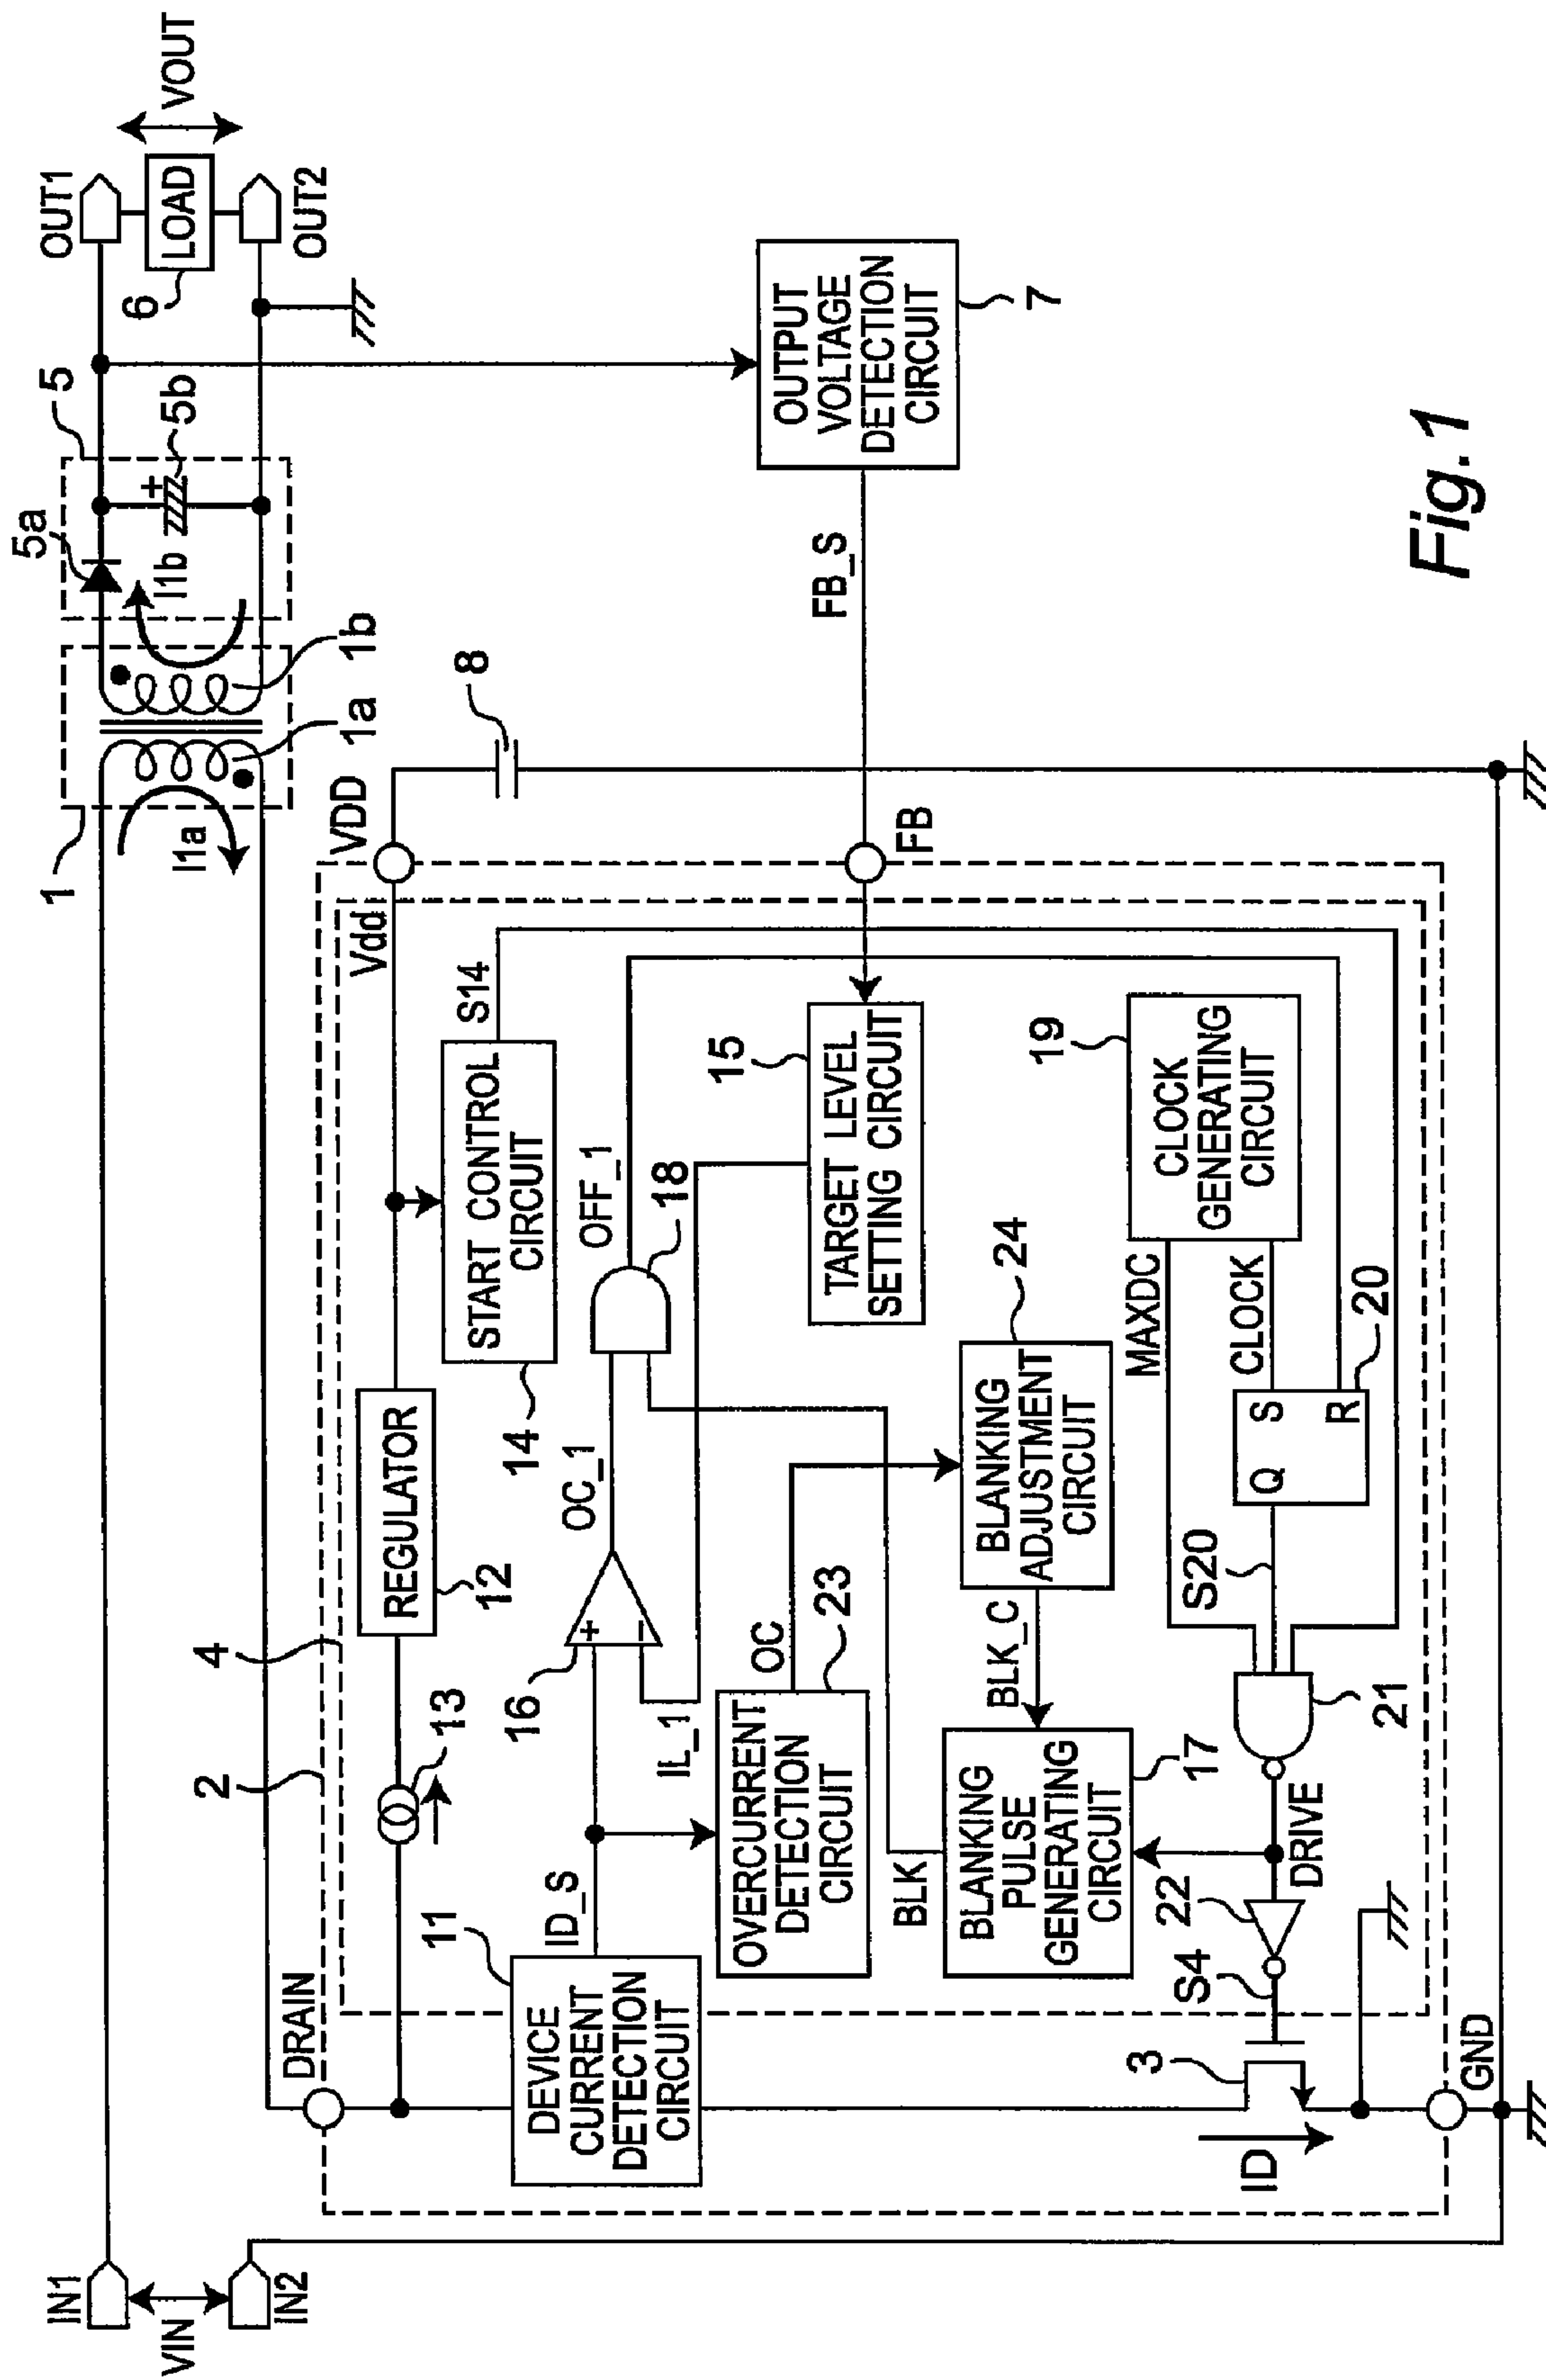 IN1
VIN
IN2
1
I1a
1a
1b
5a
I1b
5
+
5b
6
OUT1
LOAD
OUT2
VOUT
DRAIN
2
4
13
12
REGULATOR
Vdd
VDD
8
14
START CONTROL
CIRCUIT
S14
11
DEVICE
CURRENT
DETECTION
CIRCUIT
ID_S
16
+
−
OC_1
OFF_1
18
IL_1
15
TARGET LEVEL
SETTING CIRCUIT
FB
FB_S
OUTPUT
VOLTAGE
DETECTION
CIRCUIT
7
OVERCURRENT
DETECTION
CIRCUIT
23
OC
BLK
BLANKING
PULSE
GENERATING
CIRCUIT
17
BLK_C
BLANKING
ADJUSTMENT
CIRCUIT
24
19
CLOCK
GENERATING
CIRCUIT
MAXDC
CLOCK
Q
S
R
20
S20
21
DRIVE
22
S4
3
ID
GND
Fig.1